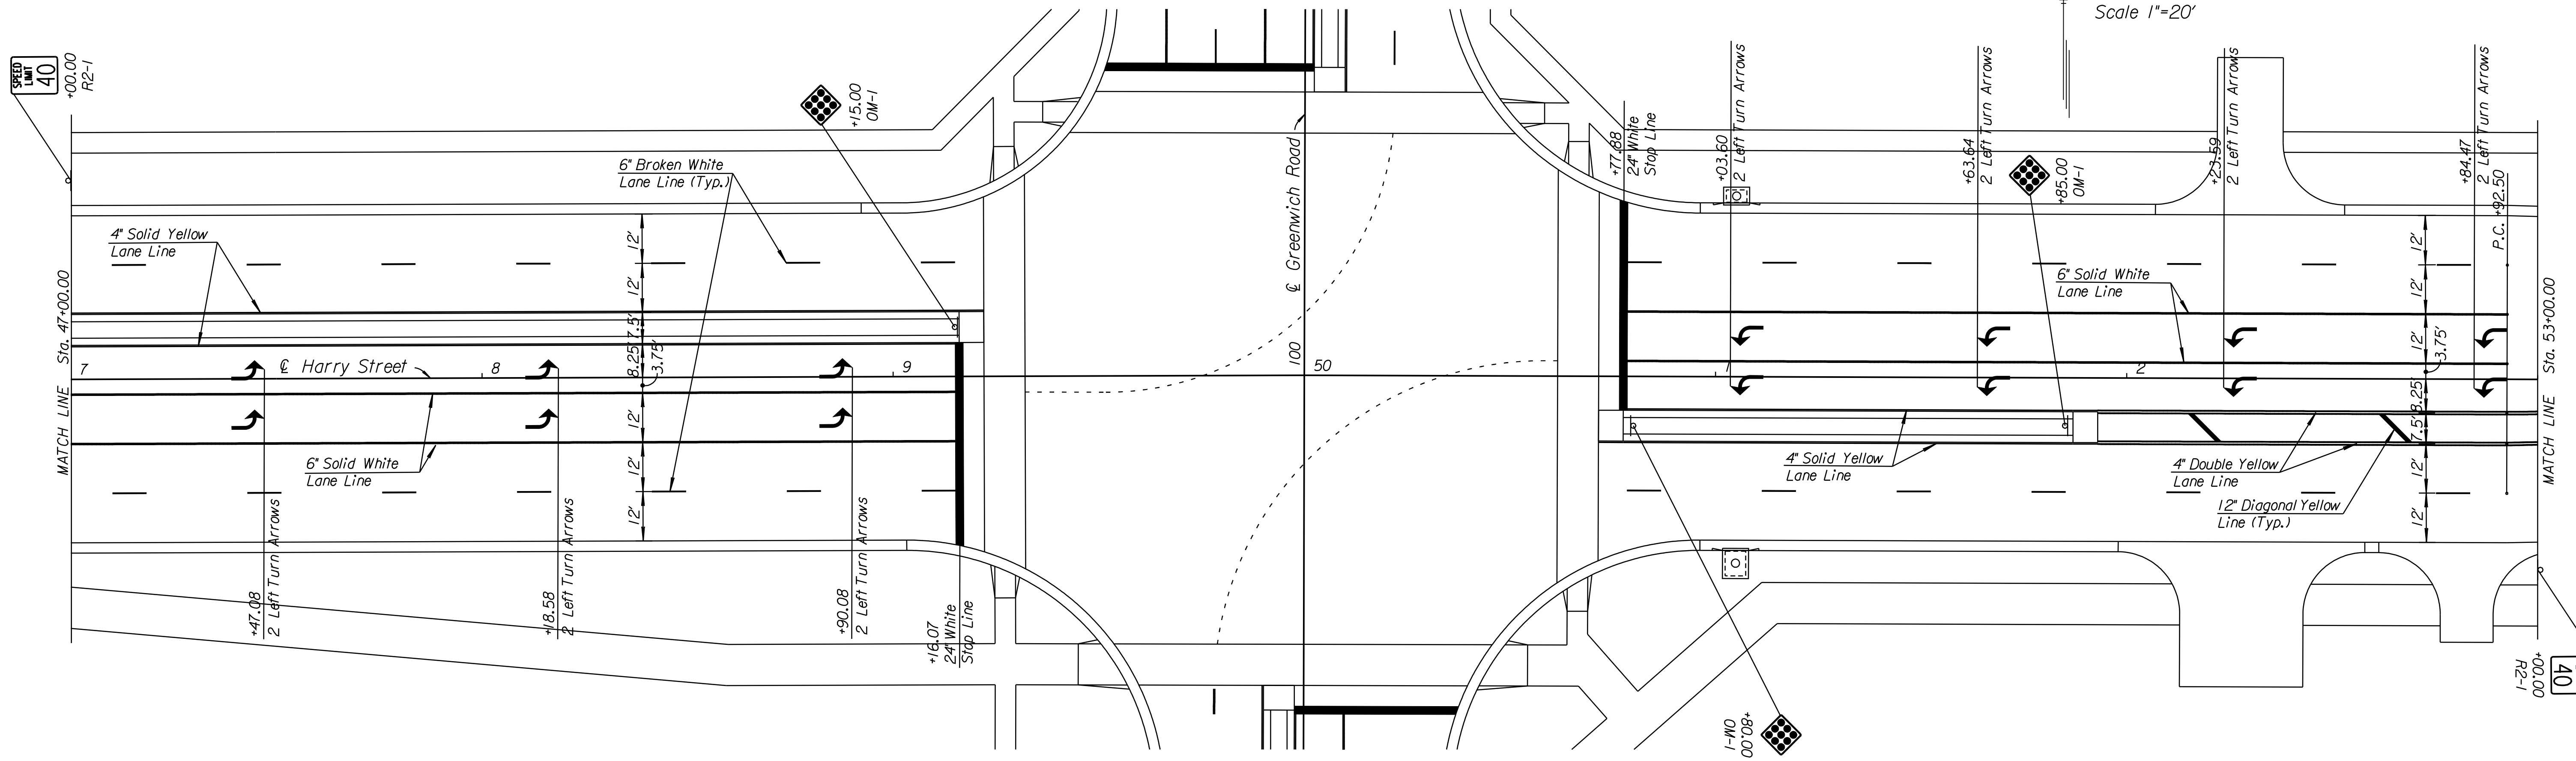 Scale 1"=20'
SPEED
LIMIT
40
+00.00
R2-1
+15.00
OM-1
6" Broken White
Lane Line (Typ.)
4" Solid Yellow
Lane Line
12'
12'
7.5'
8.25'
3.75'
12'
12'
12'
MATCH LINE Sta. 47+00.00
7
℄ Harry Street
8
9
6" Solid White
Lane Line
+47.08
2 Left Turn Arrows
+18.58
2 Left Turn Arrows
+90.08
2 Left Turn Arrows
+16.07
24" White
Stop Line
℄ Greenwich Road
100
50
+77.88
24" White
Stop Line
+03.60
2 Left Turn Arrows
+63.64
2 Left Turn Arrows
+85.00
OM-1
+23.59
2 Left Turn Arrows
+84.47
2 Left Turn Arrows
P.C. +92.50
6" Solid White
Lane Line
1
2
12'
12'
12'
3.75'
8.25'
7.5'
12'
12'
4" Solid Yellow
Lane Line
4" Double Yellow
Lane Line
12" Diagonal Yellow
Line (Typ.)
MATCH LINE Sta. 53+00.00
+80.00
OM-1
+00.00
R2-1
40